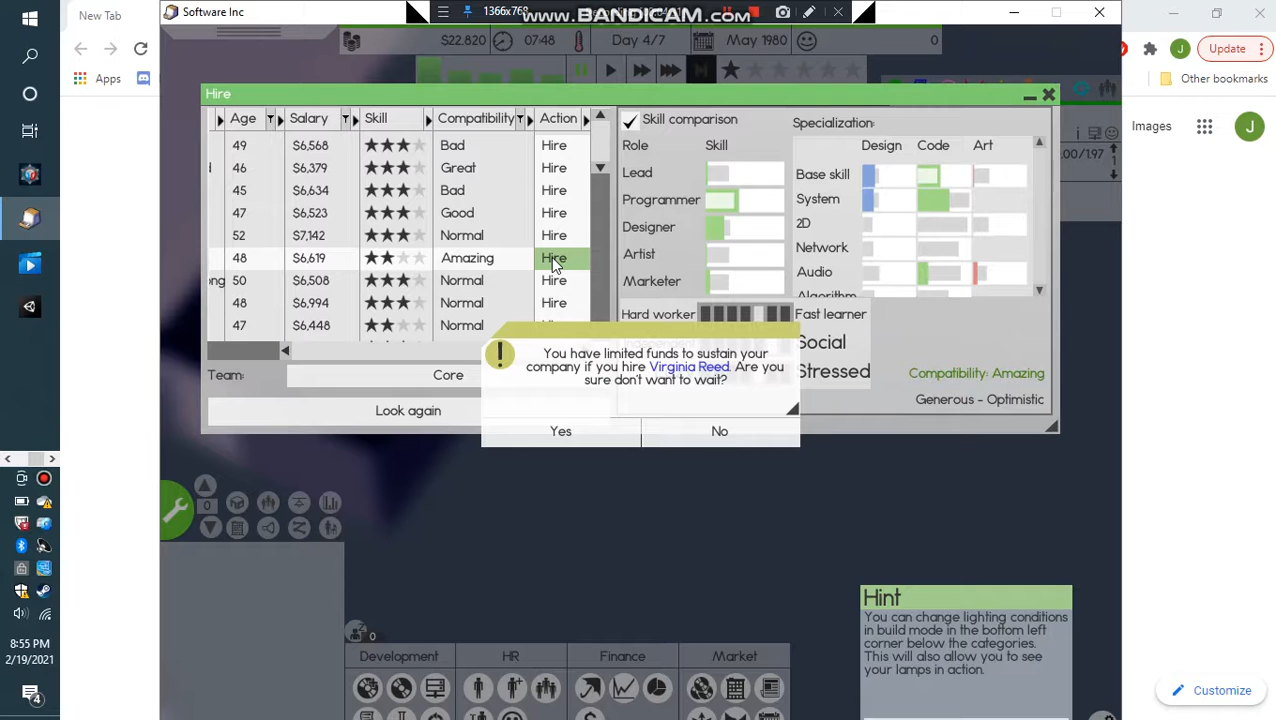 Software Inc
1366x768
www.BANDICAM.com
New Tab
Update
Apps
Other bookmarks
$22.820
07:48
Day 4/7
May 1980
0
Images
J
J
Hire
Age
Salary
Skill
Compatibility
Action
49 $6,568 Bad Hire
46 $6,379 Great Hire
45 $6,634 Bad Hire
47 $6,523 Good Hire
52 $7,142 Normal Hire
48 $6,619 Amazing Hire
50 $6,508 Normal Hire
48 $6,994 Normal Hire
47 $6,448 Normal
Team:
Core
Look again
Skill comparison
Role Skill
Lead
Programmer
Designer
Artist
Marketer
Hard worker
Specialization:
Design Code Art
Base skill
System
2D
Network
Audio
Algorithm
Fast learner
Social
Stressed
Compatibility: Amazing
Generous - Optimistic
You have limited funds to sustain your
company if you hire Virginia Reed. Are you
sure don't want to wait?
Yes
No
0
0
Development
HR
Finance
Market
Hint
You can change lighting conditions
in build mode in the bottom left
corner below the categories.
This will also allow you to see
your lamps in action.
Customize
8:55 PM
2/19/2021
4